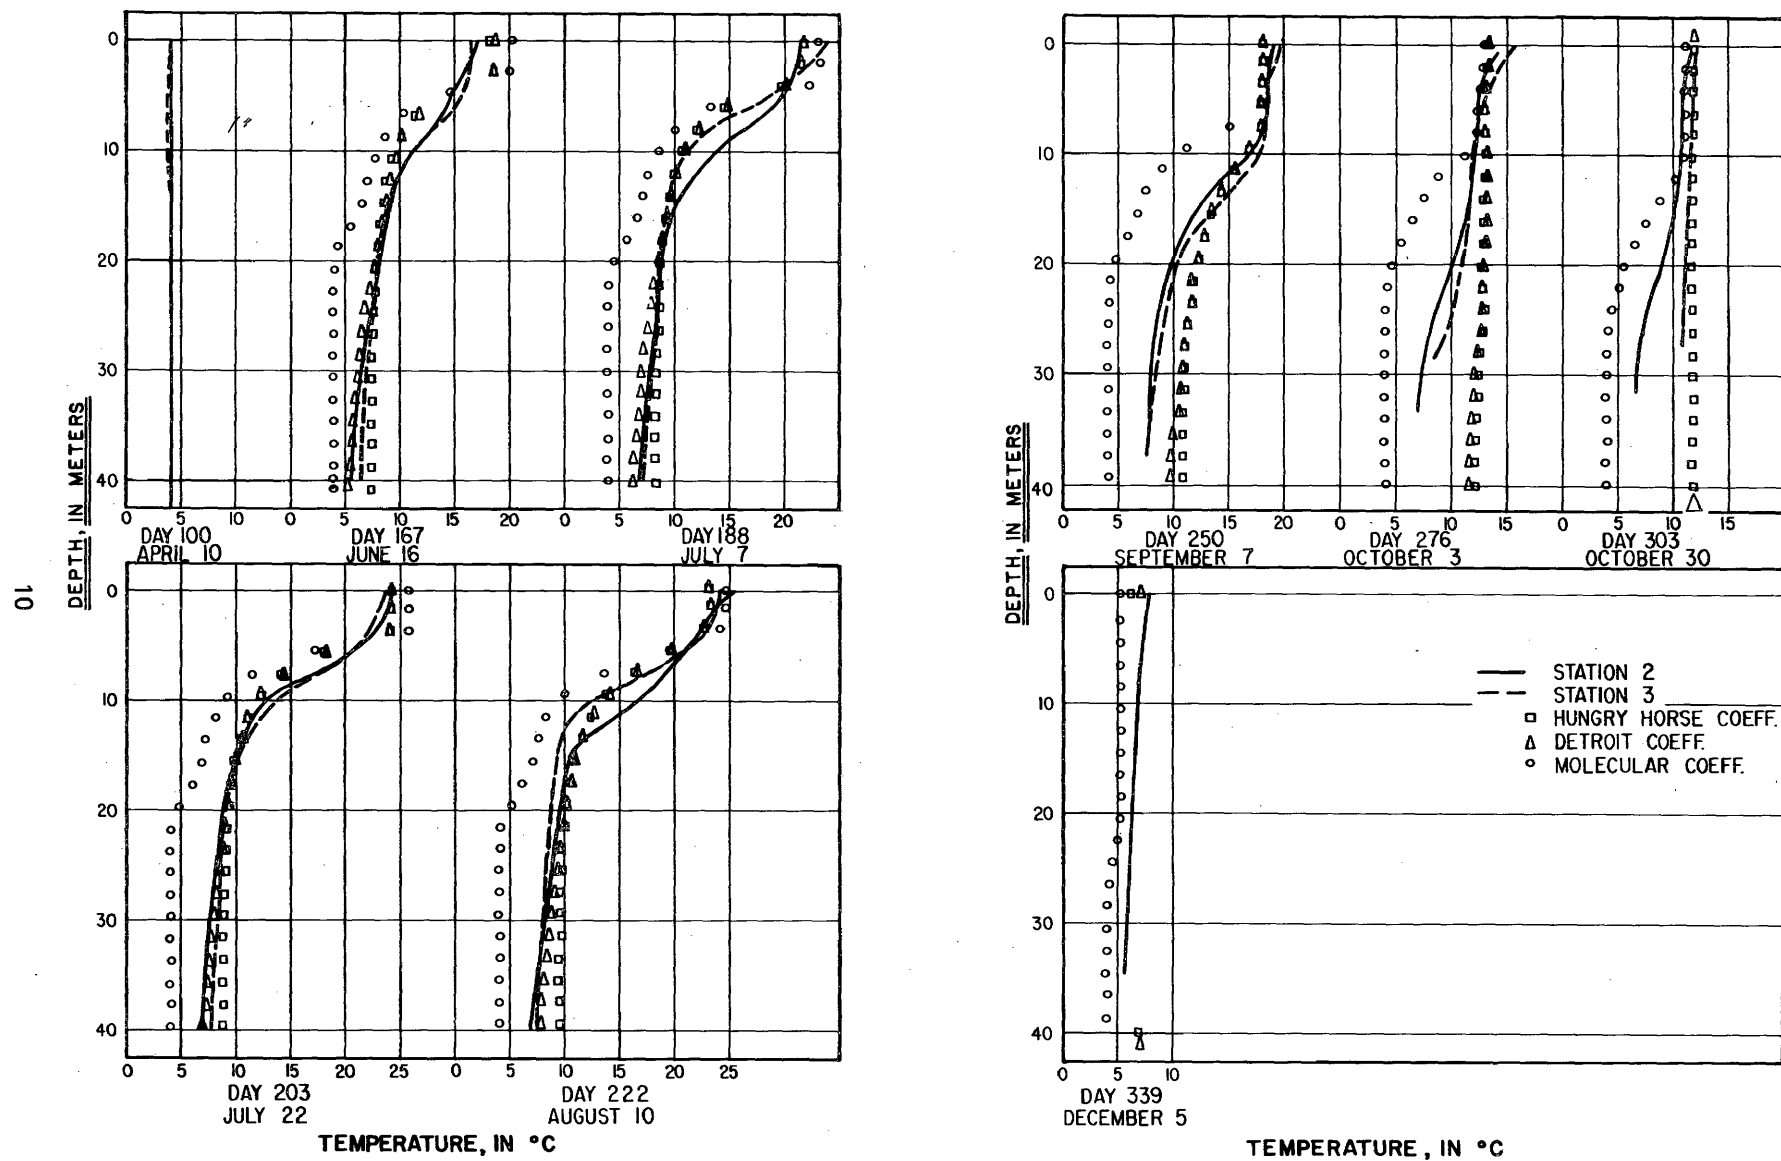 0
10
20
30
40
0 5 10 0 5 10 15 20 0 5 10 15 20
DAY 100 DAY 167 DAY 188
APRIL 10 JUNE 16 JULY 7
DEPTH, IN METERS
10
0
10
20
30
40
0 5 10 15 20 25 0 5 10 15 20 25
DAY 203 DAY 222
JULY 22 AUGUST 10
TEMPERATURE, IN °C
0
10
20
30
40
0 5 10 15 20 0 5 10 15 0 5 10 15
DAY 250 DAY 276 DAY 303
SEPTEMBER 7 OCTOBER 3 OCTOBER 30
DEPTH, IN METERS
0
10
20
30
40
STATION 2
STATION 3
HUNGRY HORSE COEFF.
DETROIT COEFF.
MOLECULAR COEFF.
0 5 10
DAY 339
DECEMBER 5
TEMPERATURE, IN °C